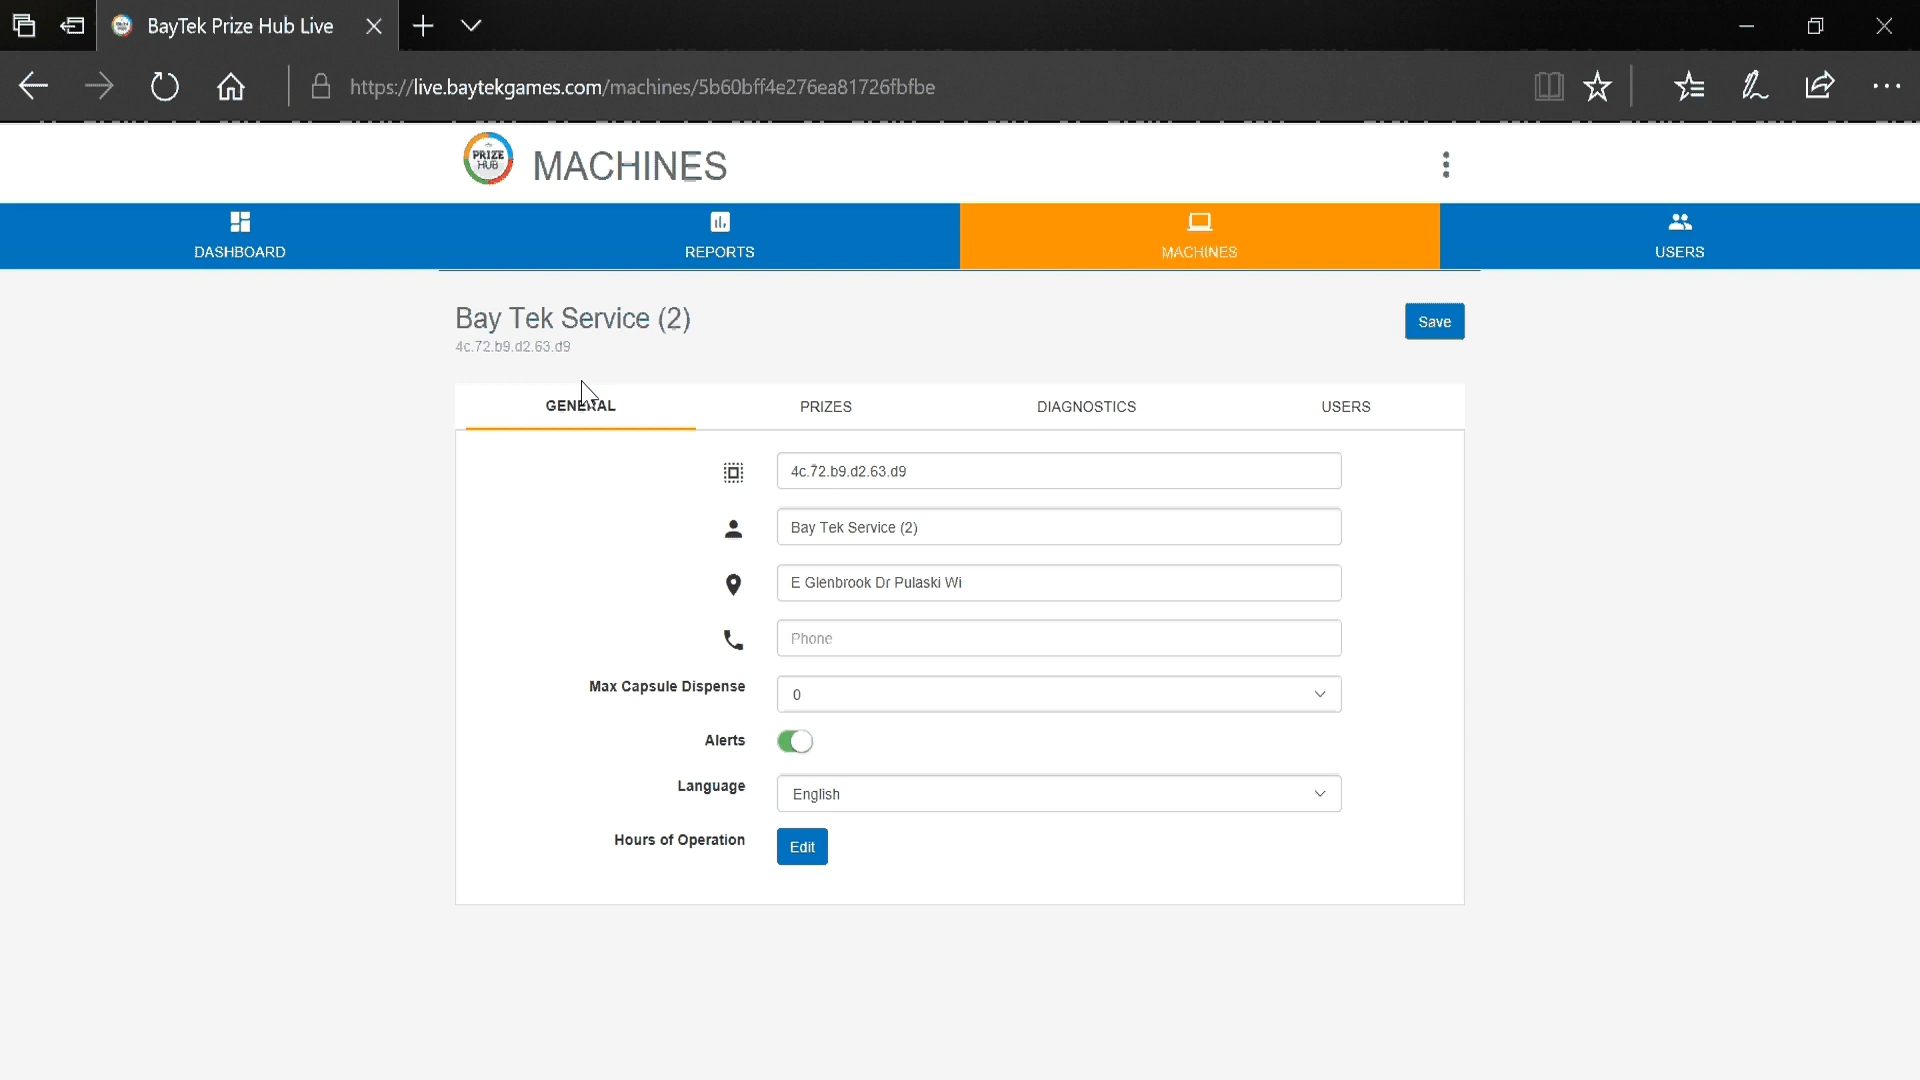 BayTek Prize Hub Live
https://live.baytekgames.com/machines/5b60bff4e276ea81726fbfbe
PRIZE
HUB
MACHINES
DASHBOARD
REPORTS
MACHINES
USERS
Bay Tek Service (2)
Save
4c.72.b9.d2.63.d9
GENERAL
PRIZES
DIAGNOSTICS
USERS
4c.72.b9.d2.63.d9
Bay Tek Service (2)
E Glenbrook Dr Pulaski Wi
Phone
Max Capsule Dispense
0
Alerts
Language
English
Hours of Operation
Edit